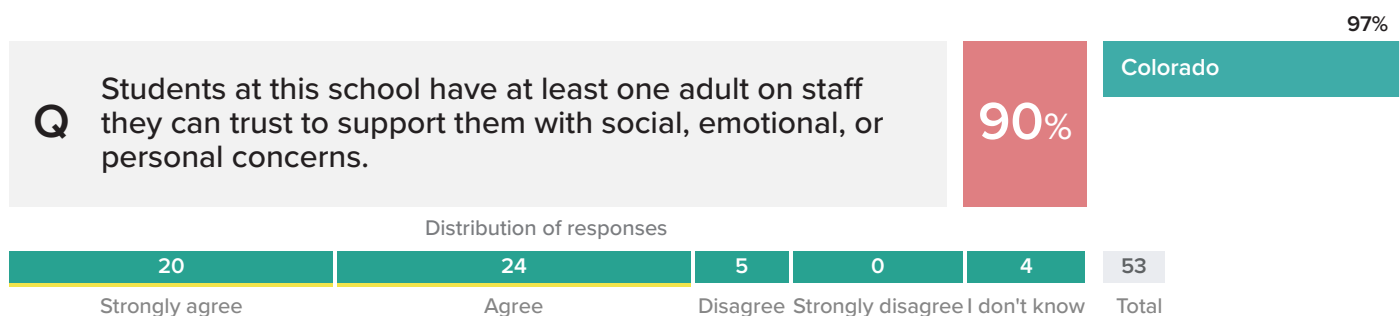 97%
Colorado
Q
Students at this school have at least one adult on staff
they can trust to support them with social, emotional, or
personal concerns.
90%
Distribution of responses
20 24 5 0 4 53
Strongly agree Agree Disagree Strongly disagree I don't know Total